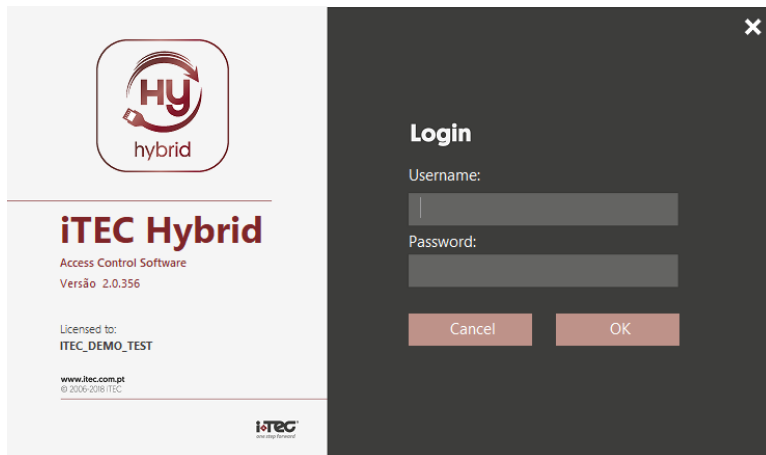 Hy
hybrid
iTEC Hybrid
Access Control Software
Versão 2.0.356
Licensed to:
ITEC_DEMO_TEST
www.itec.com.pt
© 2006-2018 iTEC
i•TEC
one step forward
Login
Username:
Password:
Cancel
OK